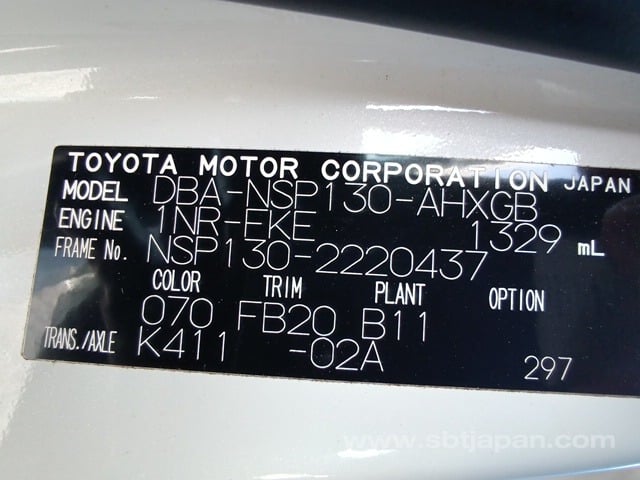 TOYOTA MOTOR CORPORATION JAPAN
MODEL DBA-NSP130-AHXGB
ENGINE 1NR-FKE 1329 mL
FRAME No. NSP130-2220437
COLOR TRIM PLANT OPTION
070 FB20 B11
TRANS./AXLE K411 -02A 297
www.sbtjapan.com